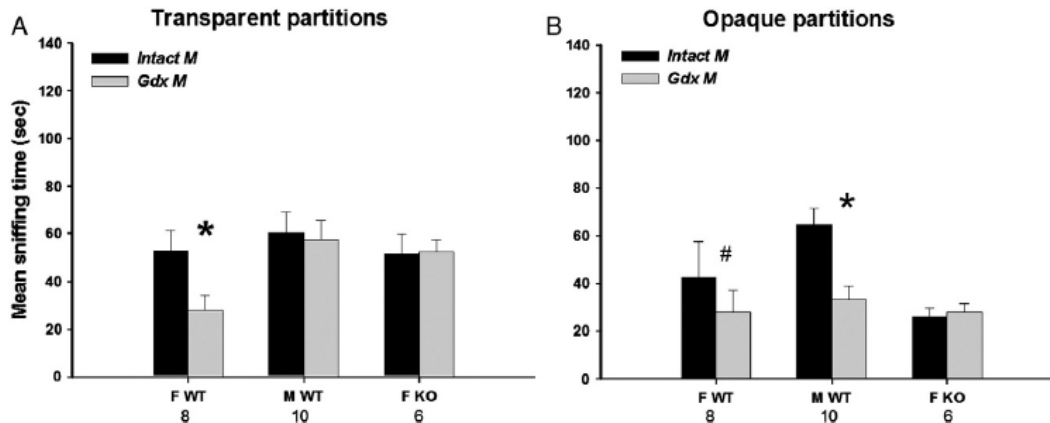 A
Transparent partitions
Mean sniffing time (sec)
140
120
100
80
60
40
20
0
Intact M
Gdx M
*
F WT
M WT
F KO
8
10
6
B
Opaque partitions
140
120
100
80
60
40
20
0
Intact M
Gdx M
#
*
F WT
M WT
F KO
8
10
6